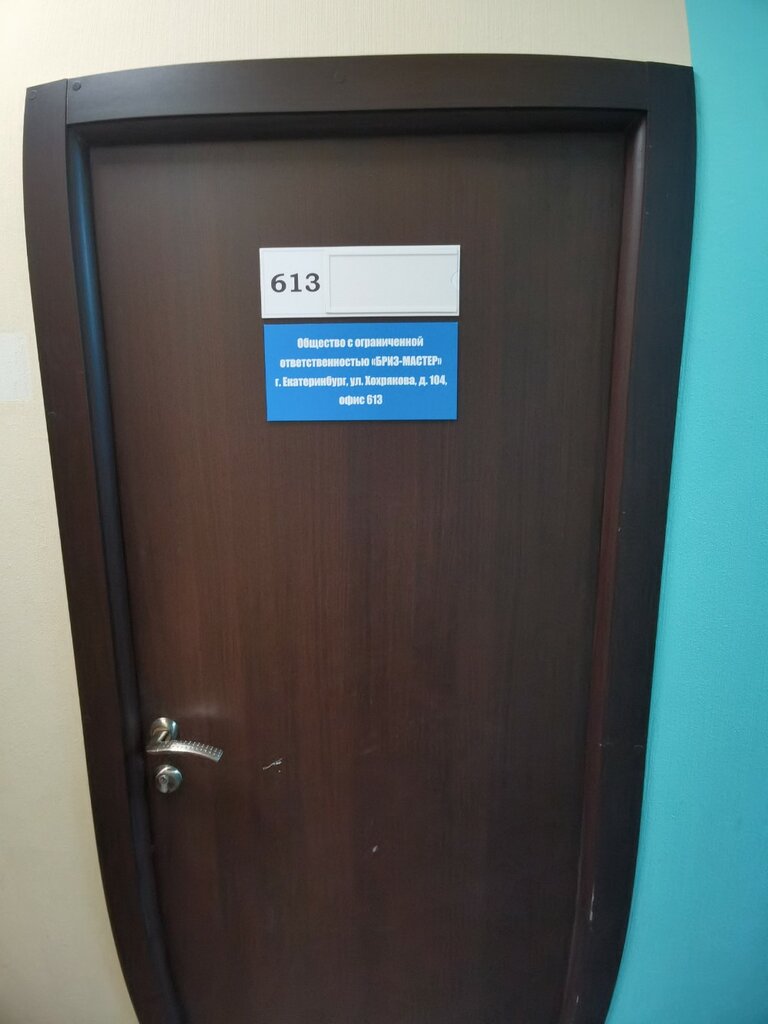 613
Общество с ограниченной
ответственностью «БРИЗ-МАСТЕР»
г. Екатеринбург, ул. Хохрякова, д. 104,
офис 613